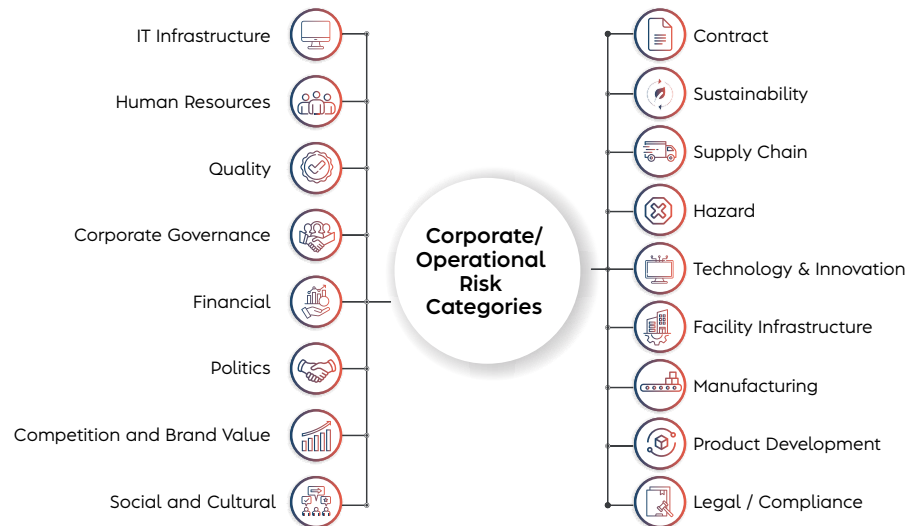 IT Infrastructure
Human Resources
Quality
Corporate Governance
Financial
Politics
Competition and Brand Value
Social and Cultural
Corporate/
Operational
Risk
Categories
Contract
Sustainability
Supply Chain
Hazard
Technology & Innovation
Facility Infrastructure
Manufacturing
Product Development
Legal / Compliance